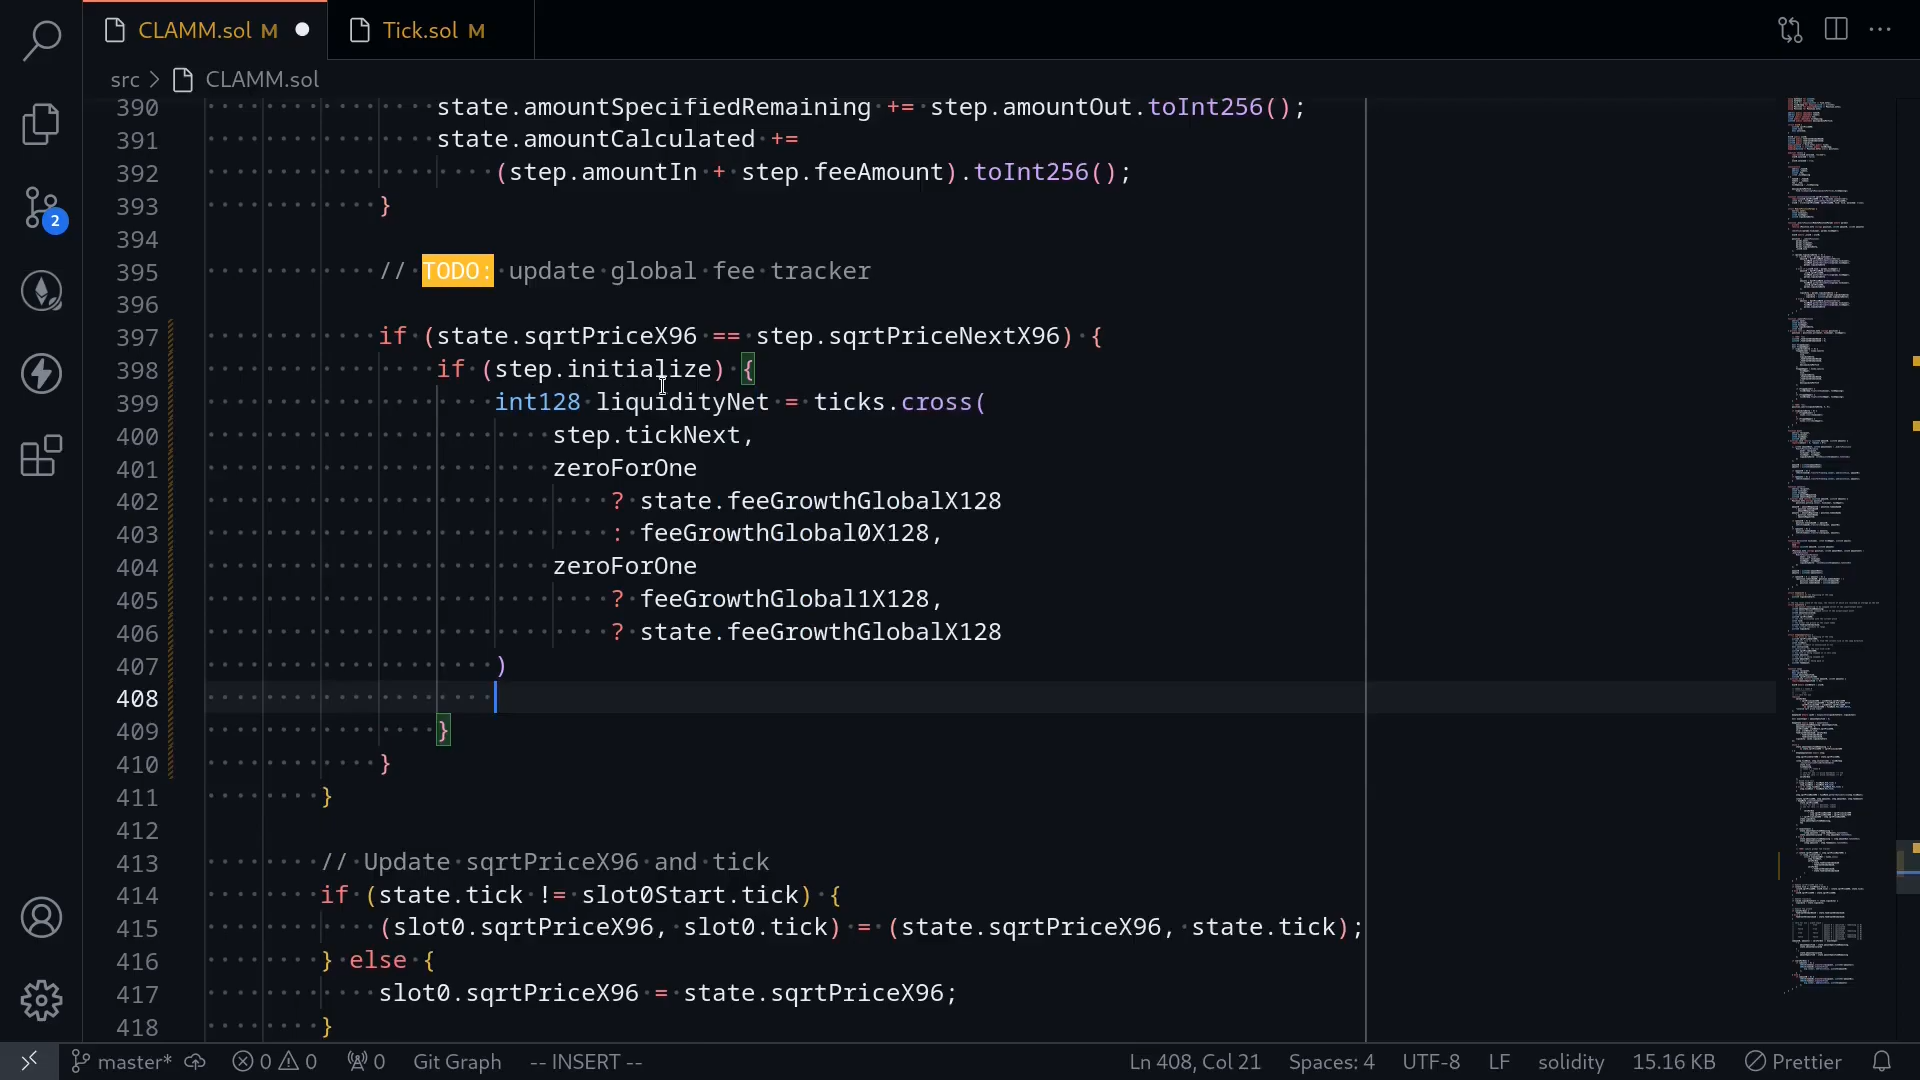 CLAMM.sol M
Tick.sol M
src > CLAMM.sol
2
390 state.amountSpecifiedRemaining += step.amountOut.toInt256();
391 state.amountCalculated +=
392 (step.amountIn + step.feeAmount).toInt256();
393 }
394
395 // TODO: update global fee tracker
396
397 if (state.sqrtPriceX96 == step.sqrtPriceNextX96) {
398 if (step.initialize) {
399 int128 liquidityNet = ticks.cross(
400 step.tickNext,
401 zeroForOne
402 ? state.feeGrowthGlobalX128
403 : feeGrowthGlobal0X128,
404 zeroForOne
405 ? feeGrowthGlobal1X128,
406 ? state.feeGrowthGlobalX128
407 )
408
409 }
410 }
411 }
412
413 // Update sqrtPriceX96 and tick
414 if (state.tick != slot0Start.tick) {
415 (slot0.sqrtPriceX96, slot0.tick) = (state.sqrtPriceX96, state.tick);
416 } else {
417 slot0.sqrtPriceX96 = state.sqrtPriceX96;
418 }
master* 0 0 0 Git Graph -- INSERT -- Ln 408, Col 21 Spaces: 4 UTF-8 LF solidity 15.16 KB Prettier